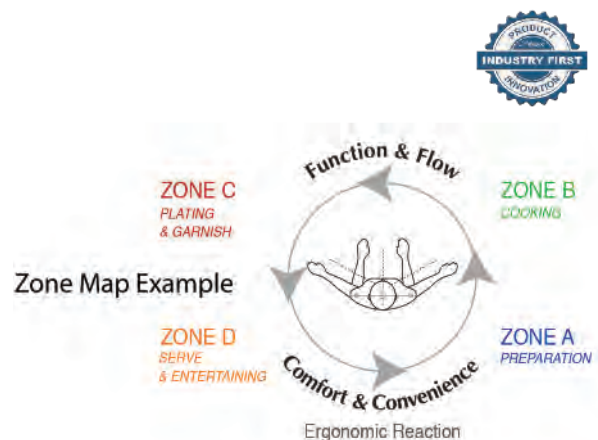 PRODUCT
INDUSTRY FIRST
INNOVATION
Function & Flow
ZONE C
PLATING
& GARNISH
ZONE B
COOKING
Zone Map Example
ZONE D
SERVE
& ENTERTAINING
ZONE A
PREPARATION
Comfort & Convenience
Ergonomic Reaction